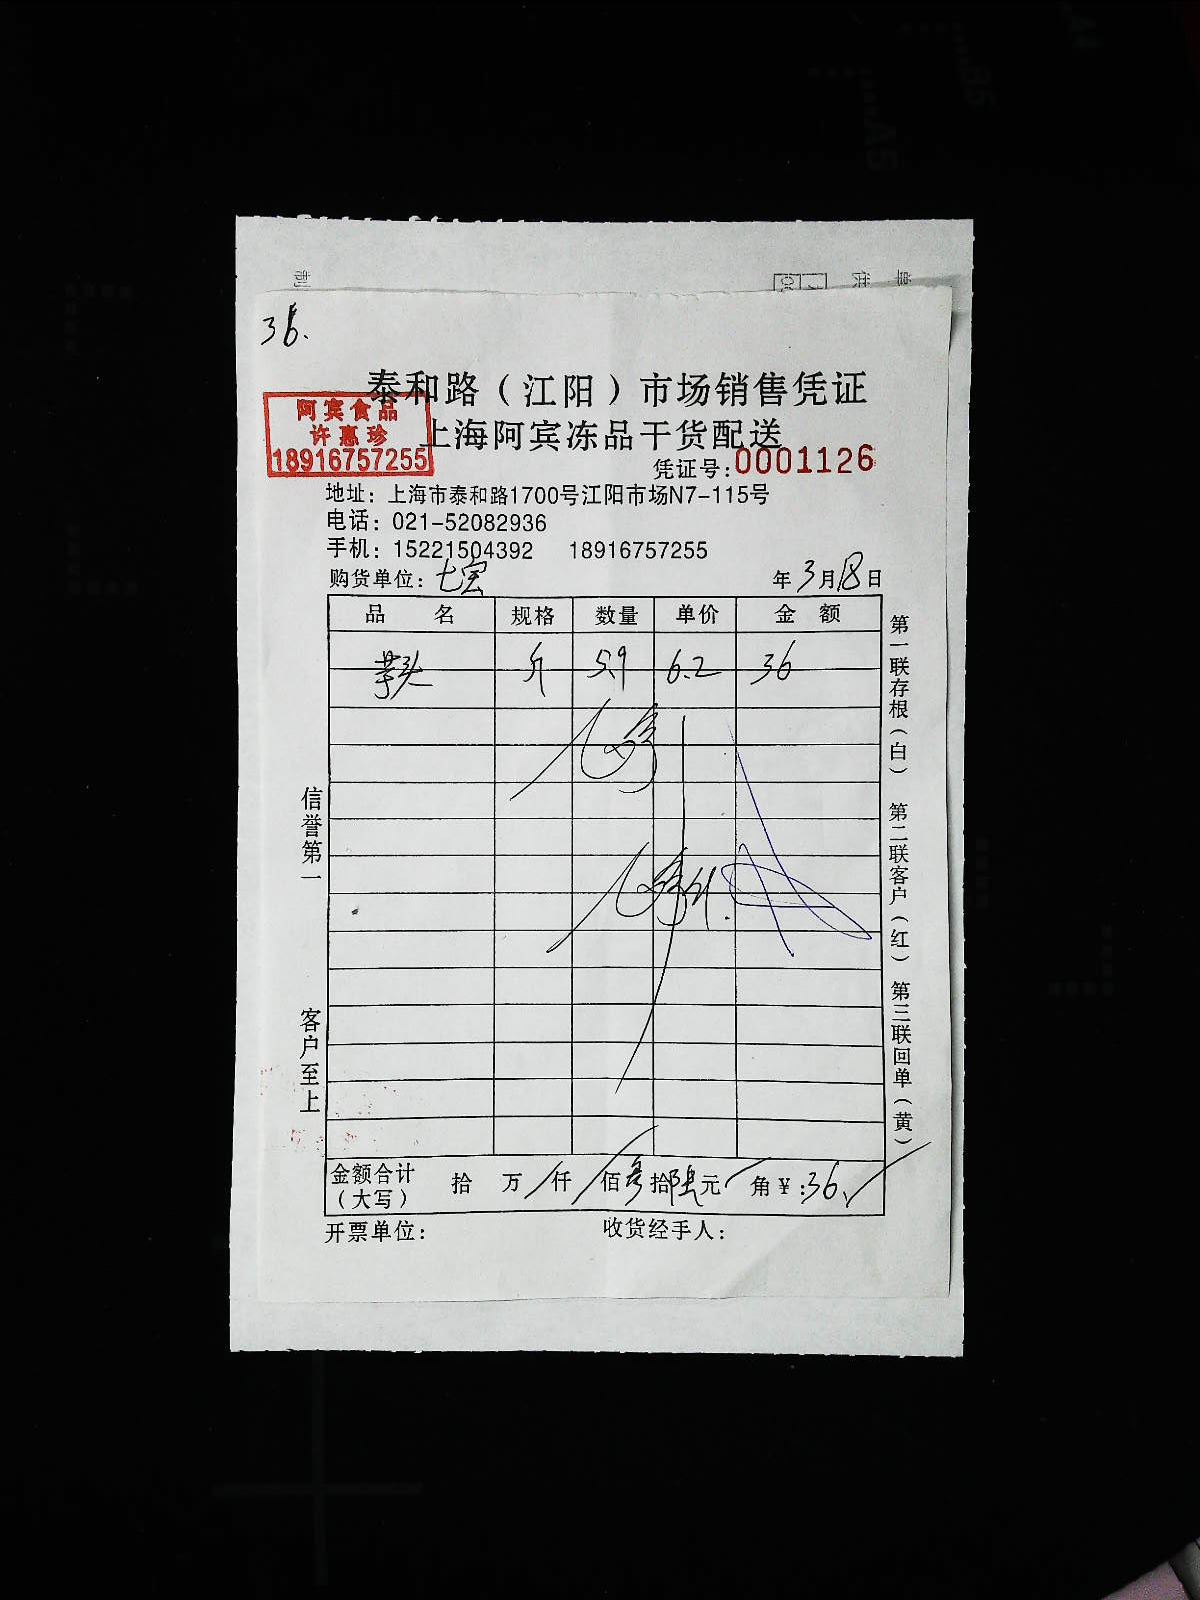 36.
泰和路（江阳）市场销售凭证
阿宾食品
许惠珍
18916757255
上海阿宾冻品干货配送
凭证号：0001126
地址：上海市泰和路1700号江阳市场N7-115号
电话：021-52082936
手机：15221504392 18916757255
购货单位：七宝 年3月18日
品名 规格 数量 单价 金额
芋头 斤 5.9 6.2 36
信誉第一
客户至上
第一联存根（白） 第二联客户（红） 第三联回单（黄）
金额合计（大写） 拾 万 仟 佰 叁拾陆元 角 ¥：36.
开票单位： 收货经手人：